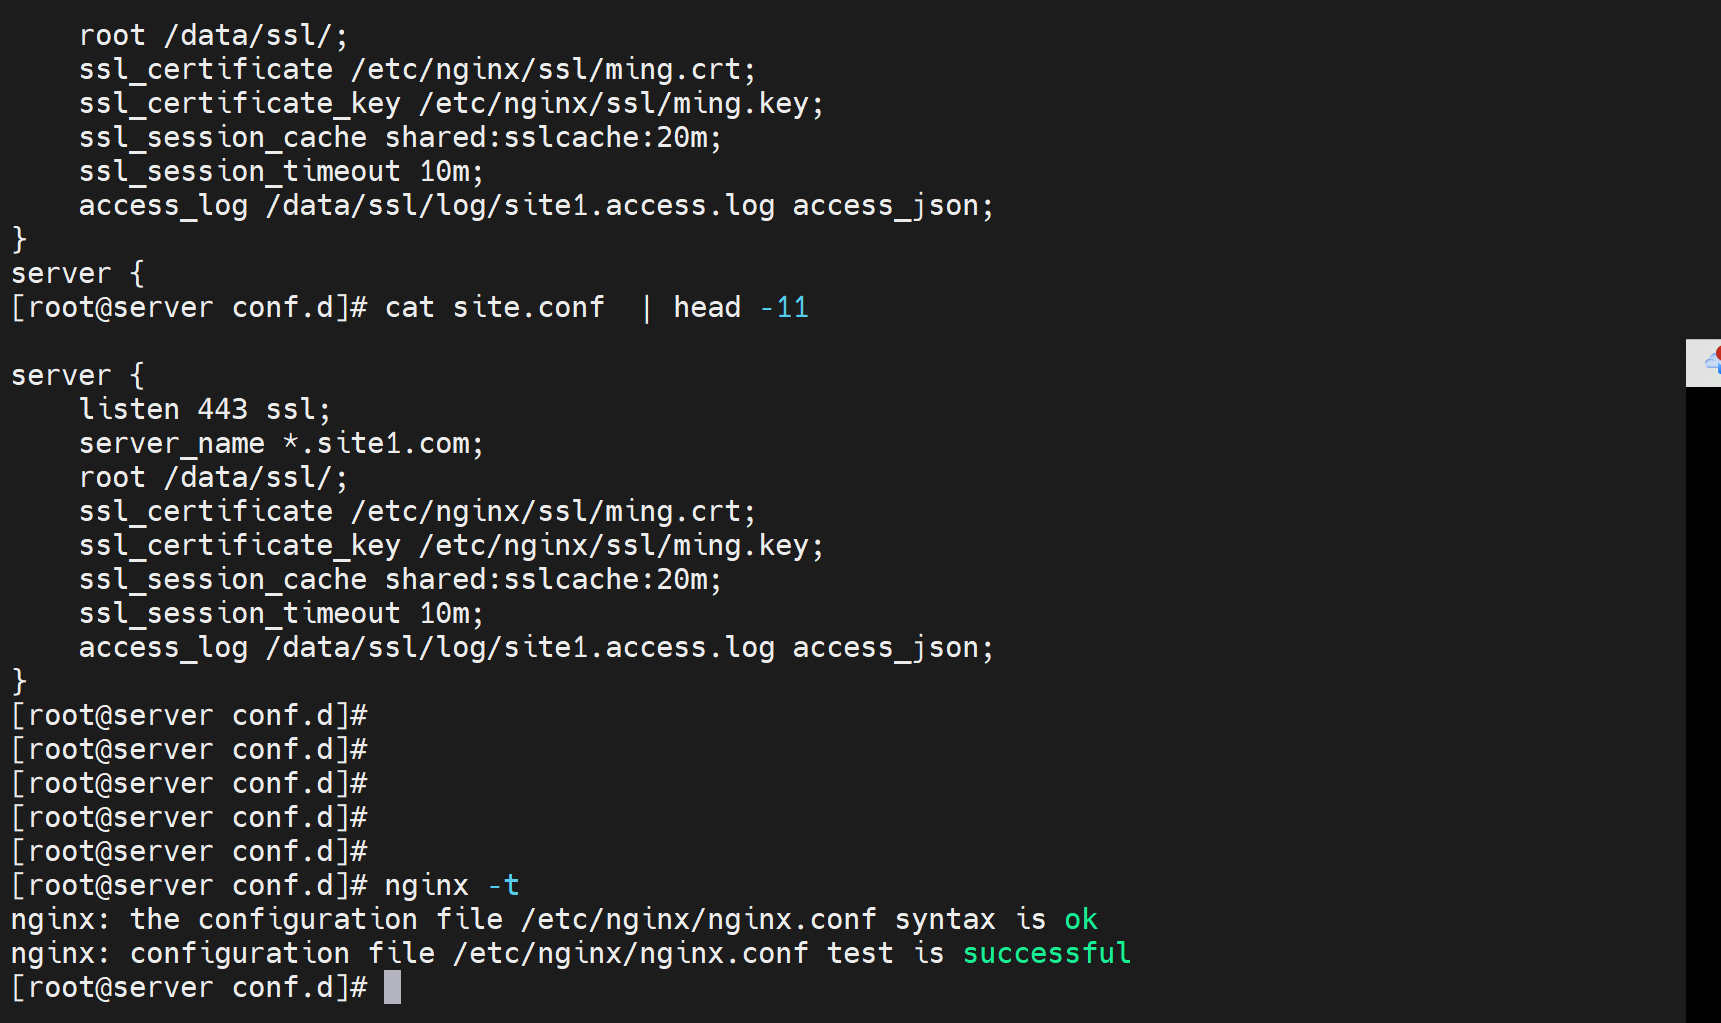 root /data/ssl/;
ssl_certificate /etc/nginx/ssl/ming.crt;
ssl_certificate_key /etc/nginx/ssl/ming.key;
ssl_session_cache shared:sslcache:20m;
ssl_session_timeout 10m;
access_log /data/ssl/log/site1.access.log access_json;
}
server {
[root@server conf.d]# cat site.conf  | head -11
server {
listen 443 ssl;
server_name *.site1.com;
root /data/ssl/;
ssl_certificate /etc/nginx/ssl/ming.crt;
ssl_certificate_key /etc/nginx/ssl/ming.key;
ssl_session_cache shared:sslcache:20m;
ssl_session_timeout 10m;
access_log /data/ssl/log/site1.access.log access_json;
}
[root@server conf.d]#
[root@server conf.d]#
[root@server conf.d]#
[root@server conf.d]#
[root@server conf.d]#
[root@server conf.d]# nginx -t
nginx: the configuration file /etc/nginx/nginx.conf syntax is ok
nginx: configuration file /etc/nginx/nginx.conf test is successful
[root@server conf.d]#